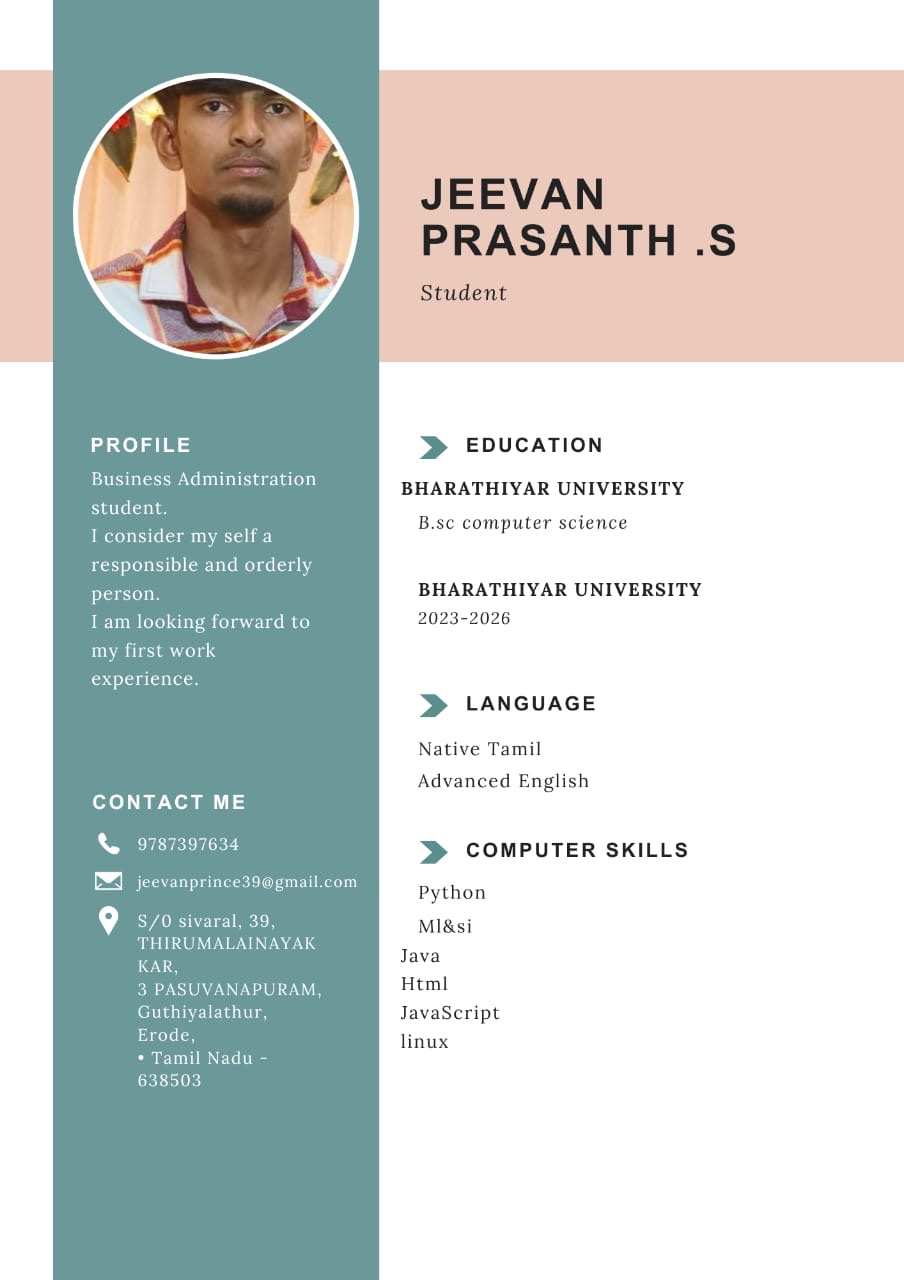 JEEVAN
PRASANTH .S
Student
PROFILE
Business Administration
student.
I consider my self a
responsible and orderly
person.
I am looking forward to
my first work
experience.
CONTACT ME
9787397634
jeevanprince39@gmail.com
S/0 sivaral, 39,
THIRUMALAINAYAK
KAR,
3 PASUVANAPURAM,
Guthiyalathur,
Erode,
• Tamil Nadu -
638503
EDUCATION
BHARATHIYAR UNIVERSITY
B.sc computer science
BHARATHIYAR UNIVERSITY
2023-2026
LANGUAGE
Native Tamil
Advanced English
COMPUTER SKILLS
Python
Ml&si
Java
Html
JavaScript
linux